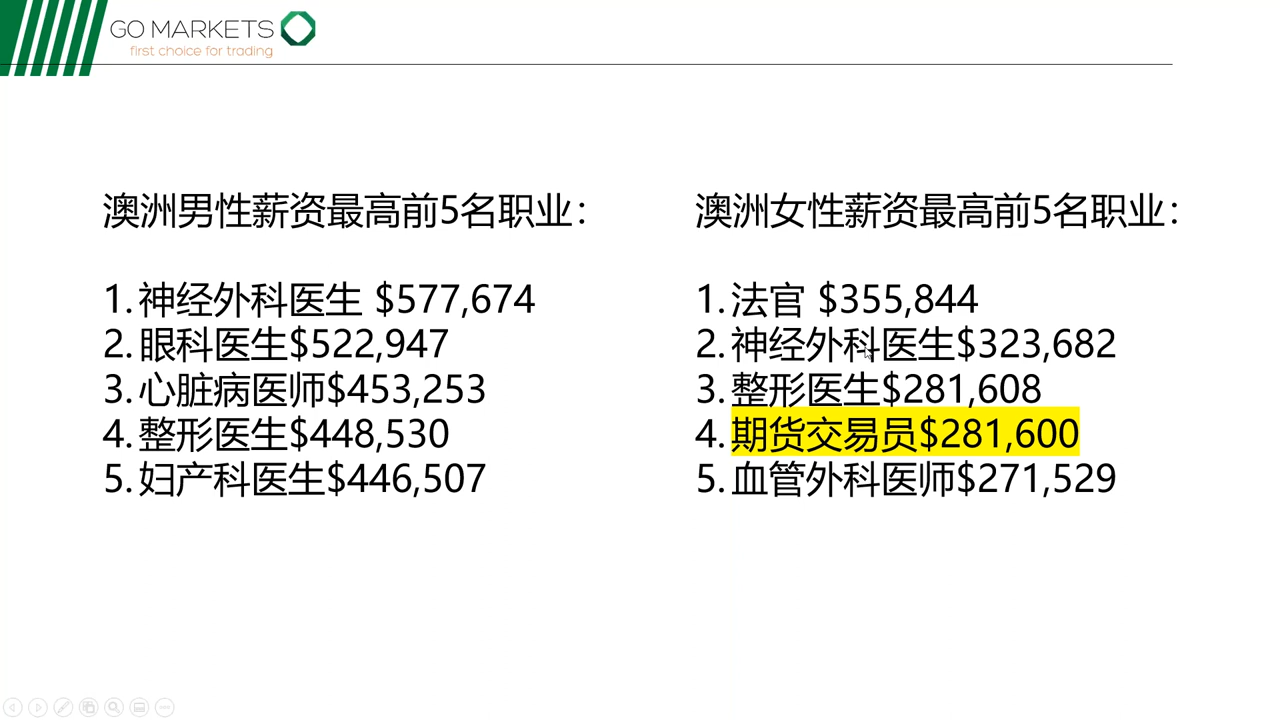 GO MARKETS
first choice for trading
澳洲男性薪资最高前5名职业：
1. 神经外科医生 $577,674
2. 眼科医生$522,947
3. 心脏病医师$453,253
4. 整形医生$448,530
5. 妇产科医生$446,507
澳洲女性薪资最高前5名职业：
1. 法官 $355,844
2. 神经外科医生$323,682
3. 整形医生$281,608
4. 期货交易员$281,600
5. 血管外科医师$271,529